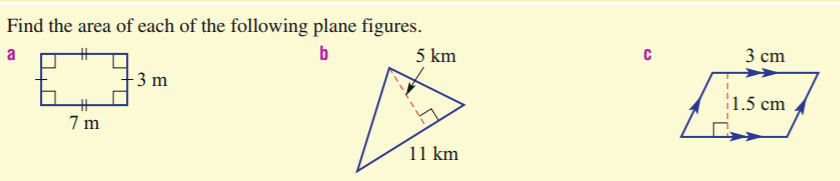 Find the area of each of the following plane figures.
a
3 m
7 m
b
5 km
11 km
c
3 cm
1.5 cm